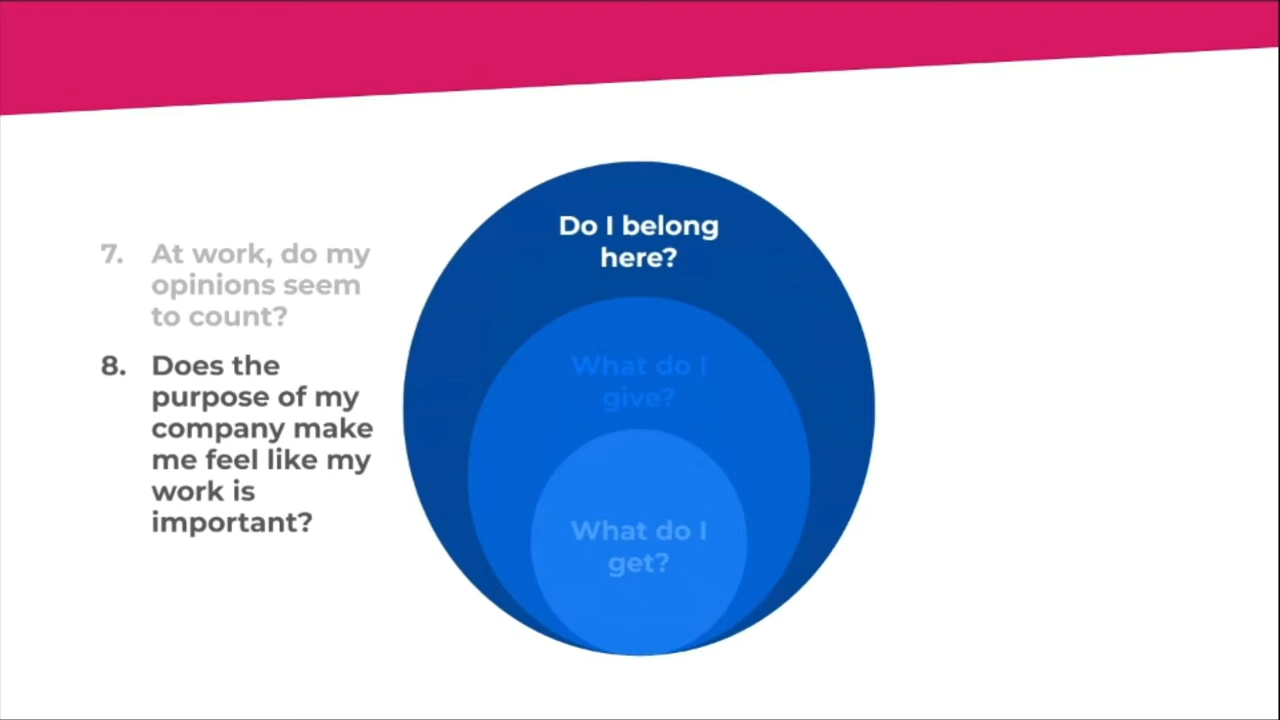 7. At work, do my
opinions seem
to count?
8. Does the
purpose of my
company make
me feel like my
work is
important?
Do I belong
here?
What do I
give?
What do I
get?